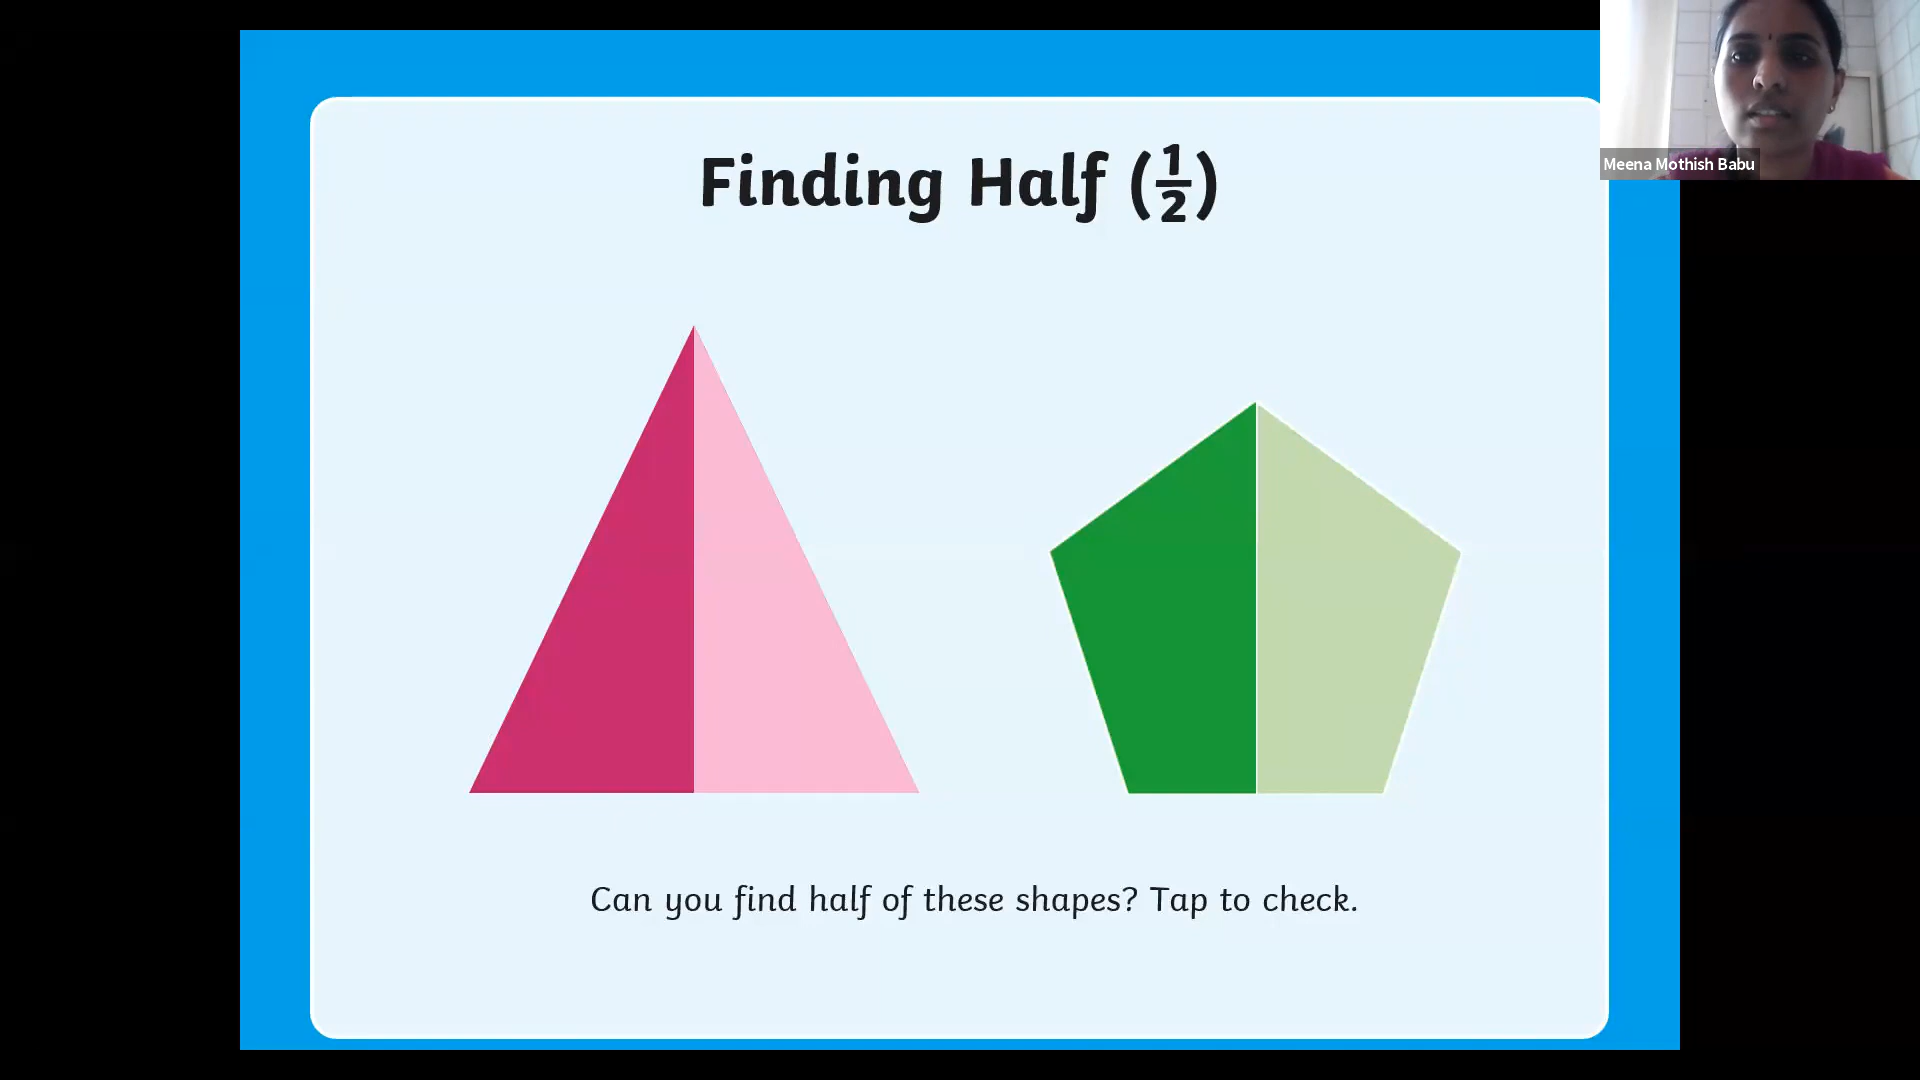 Finding Half (1/2)
Can you find half of these shapes? Tap to check.
Meena Mothish Babu